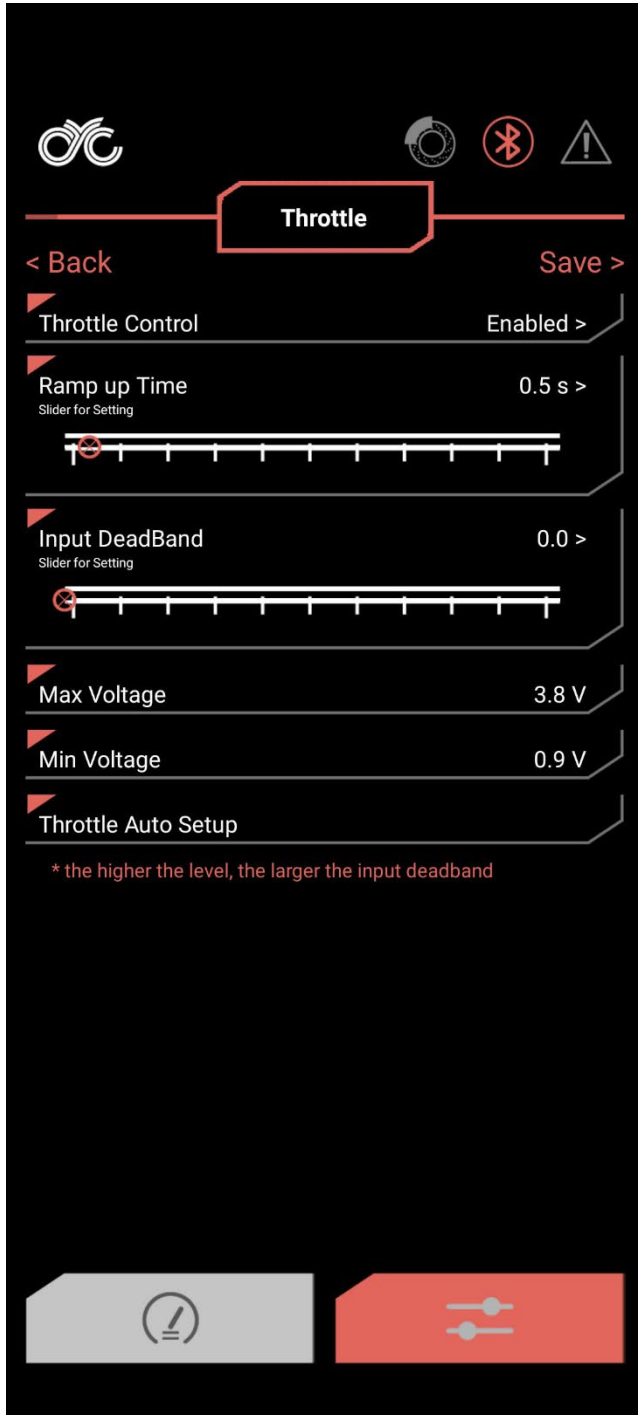 Throttle
< Back
Save >
Throttle Control
Enabled >
Ramp up Time
0.5 s >
Slider for Setting
Input DeadBand
0.0 >
Slider for Setting
Max Voltage
3.8 V
Min Voltage
0.9 V
Throttle Auto Setup
* the higher the level, the larger the input deadband